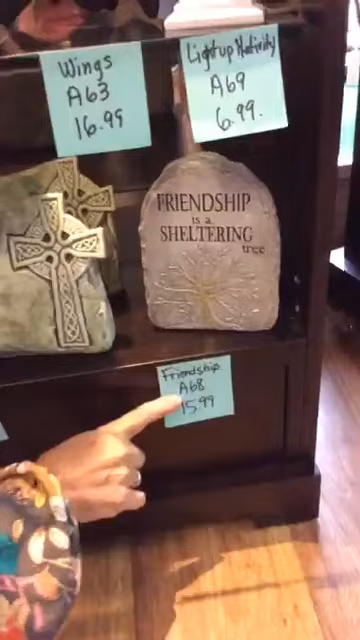 Wings
A63
16.99
Light up Nativity
A69
6.99.
FRIENDSHIP
is a
SHELTERING
tree
Friendship
A68
15.99